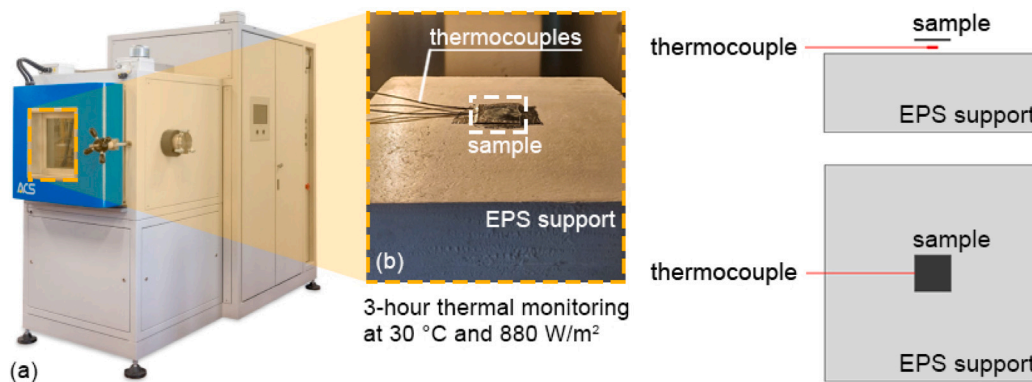 ACS
(a)
thermocouples
sample
EPS support
(b)
3-hour thermal monitoring
at 30 °C and 880 W/m²
sample
thermocouple
EPS support
sample
thermocouple
EPS support